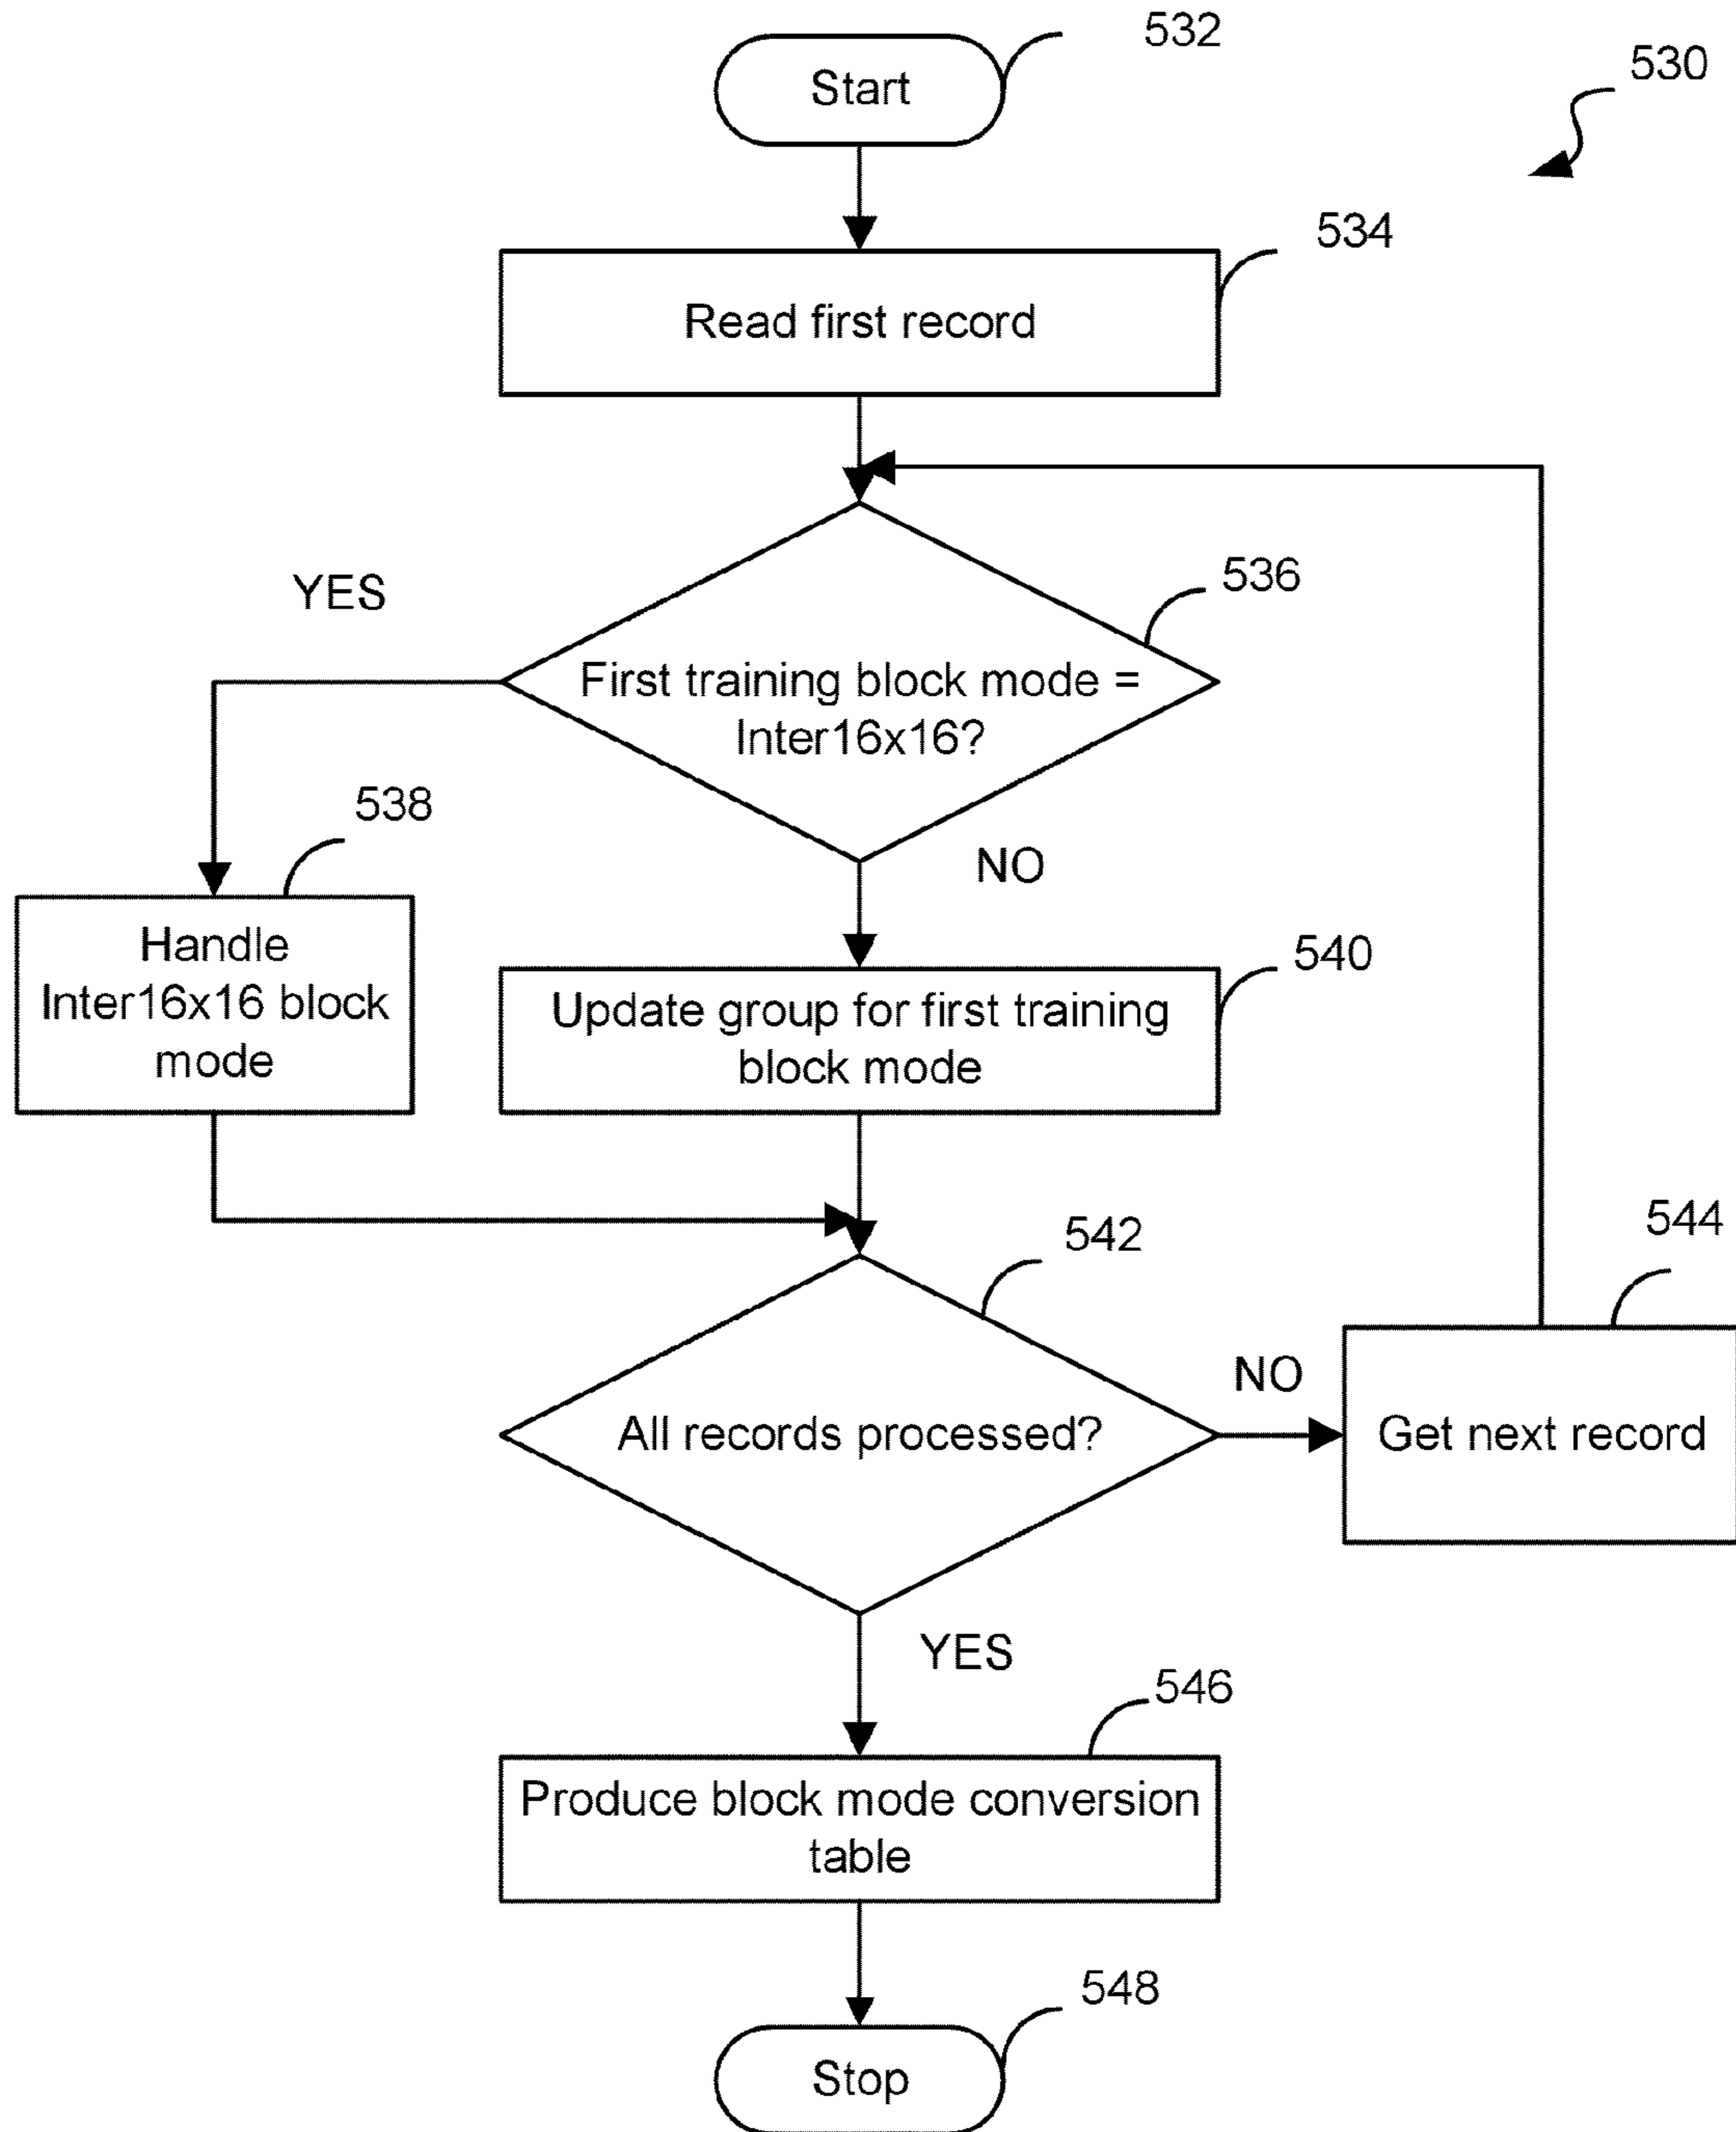 532
Start
530
534
Read first record
536
YES
First training block mode =
Inter16x16?
538
NO
Handle
Inter16x16 block
mode
540
Update group for first training
block mode
542
544
NO
All records processed?
Get next record
YES
546
Produce block mode conversion
table
548
Stop